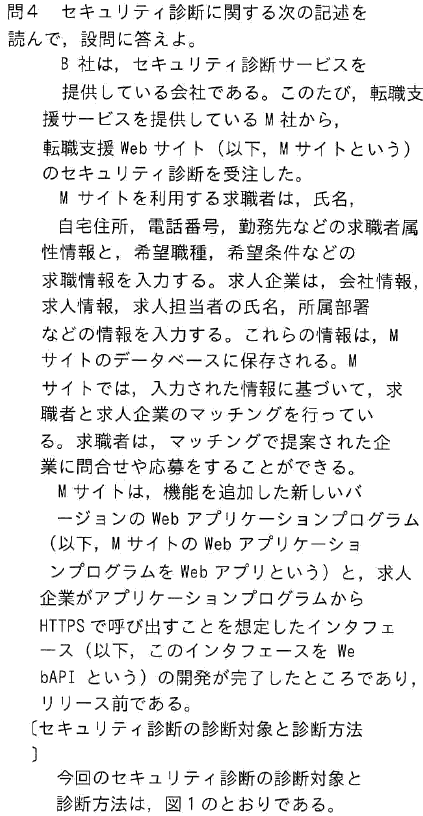 問４　セキュリティ診断に関する次の記述を
読んで，設問に答えよ。
B 社は，セキュリティ診断サービスを
提供している会社である。このたび，転職支
援サービスを提供している M 社から，
転職支援 Web サイト（以下，M サイトという）
のセキュリティ診断を受注した。
M サイトを利用する求職者は，氏名，
自宅住所，電話番号，勤務先などの求職者属
性情報と，希望職種，希望条件などの
求職情報を入力する。求人企業は，会社情報，
求人情報，求人担当者の氏名，所属部署
などの情報を入力する。これらの情報は，M
サイトのデータベースに保存される。M
サイトでは，入力された情報に基づいて，求
職者と求人企業のマッチングを行ってい
る。求職者は，マッチングで提案された企
業に問合せや応募をすることができる。
M サイトは，機能を追加した新しいバ
ージョンの Web アプリケーションプログラム
（以下，M サイトの Web アプリケーショ
ンプログラムを Web アプリという）と，求人
企業がアプリケーションプログラムから
HTTPS で呼び出すことを想定したインタフェ
ース（以下，このインタフェースを We
bAPI という）の開発が完了したところであり，
リリース前である。
〔セキュリティ診断の診断対象と診断方法
〕
今回のセキュリティ診断の診断対象と
診断方法は，図１のとおりである。